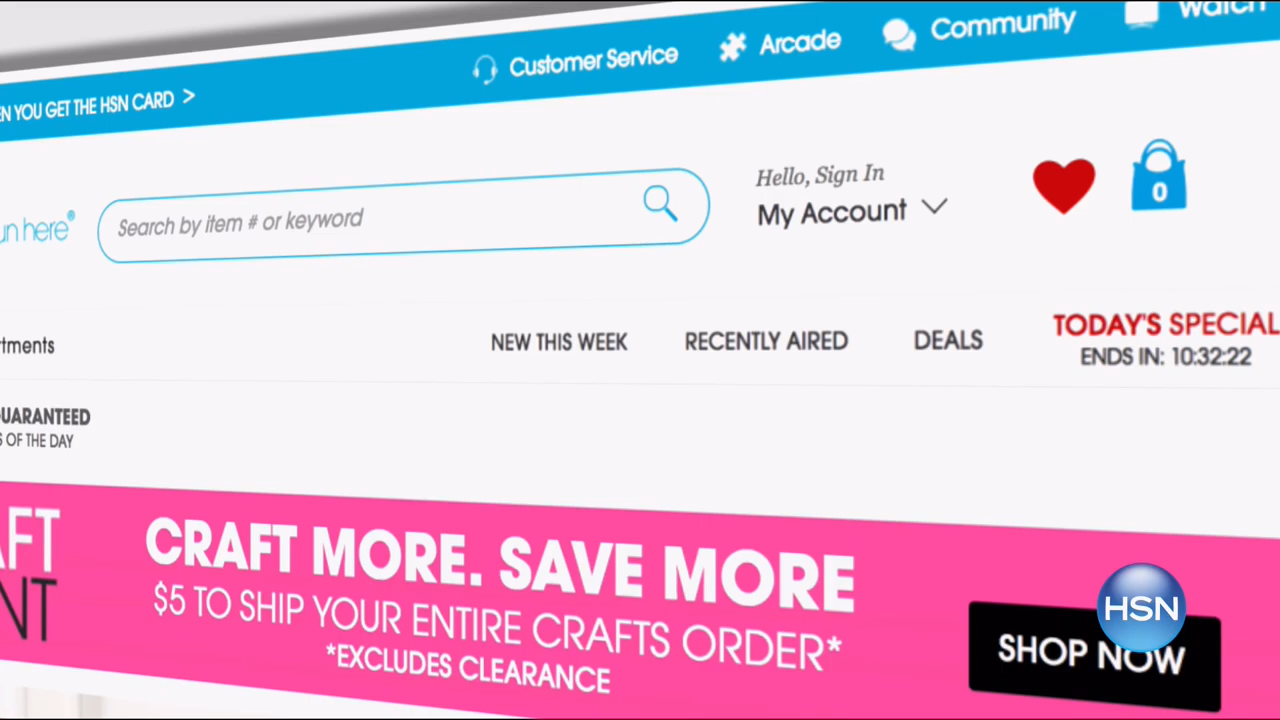 EN YOU GET THE HSN CARD >
Customer Service
Arcade
Community
Watch
un here®
Search by item # or keyword
Hello, Sign In
My Account
0
rtments
NEW THIS WEEK
RECENTLY AIRED
DEALS
TODAY'S SPECIAL
ENDS IN: 10:32:22
UARANTEED
S OF THE DAY
AFT
NT
CRAFT MORE. SAVE MORE
$5 TO SHIP YOUR ENTIRE CRAFTS ORDER*
*EXCLUDES CLEARANCE
SHOP NOW
HSN